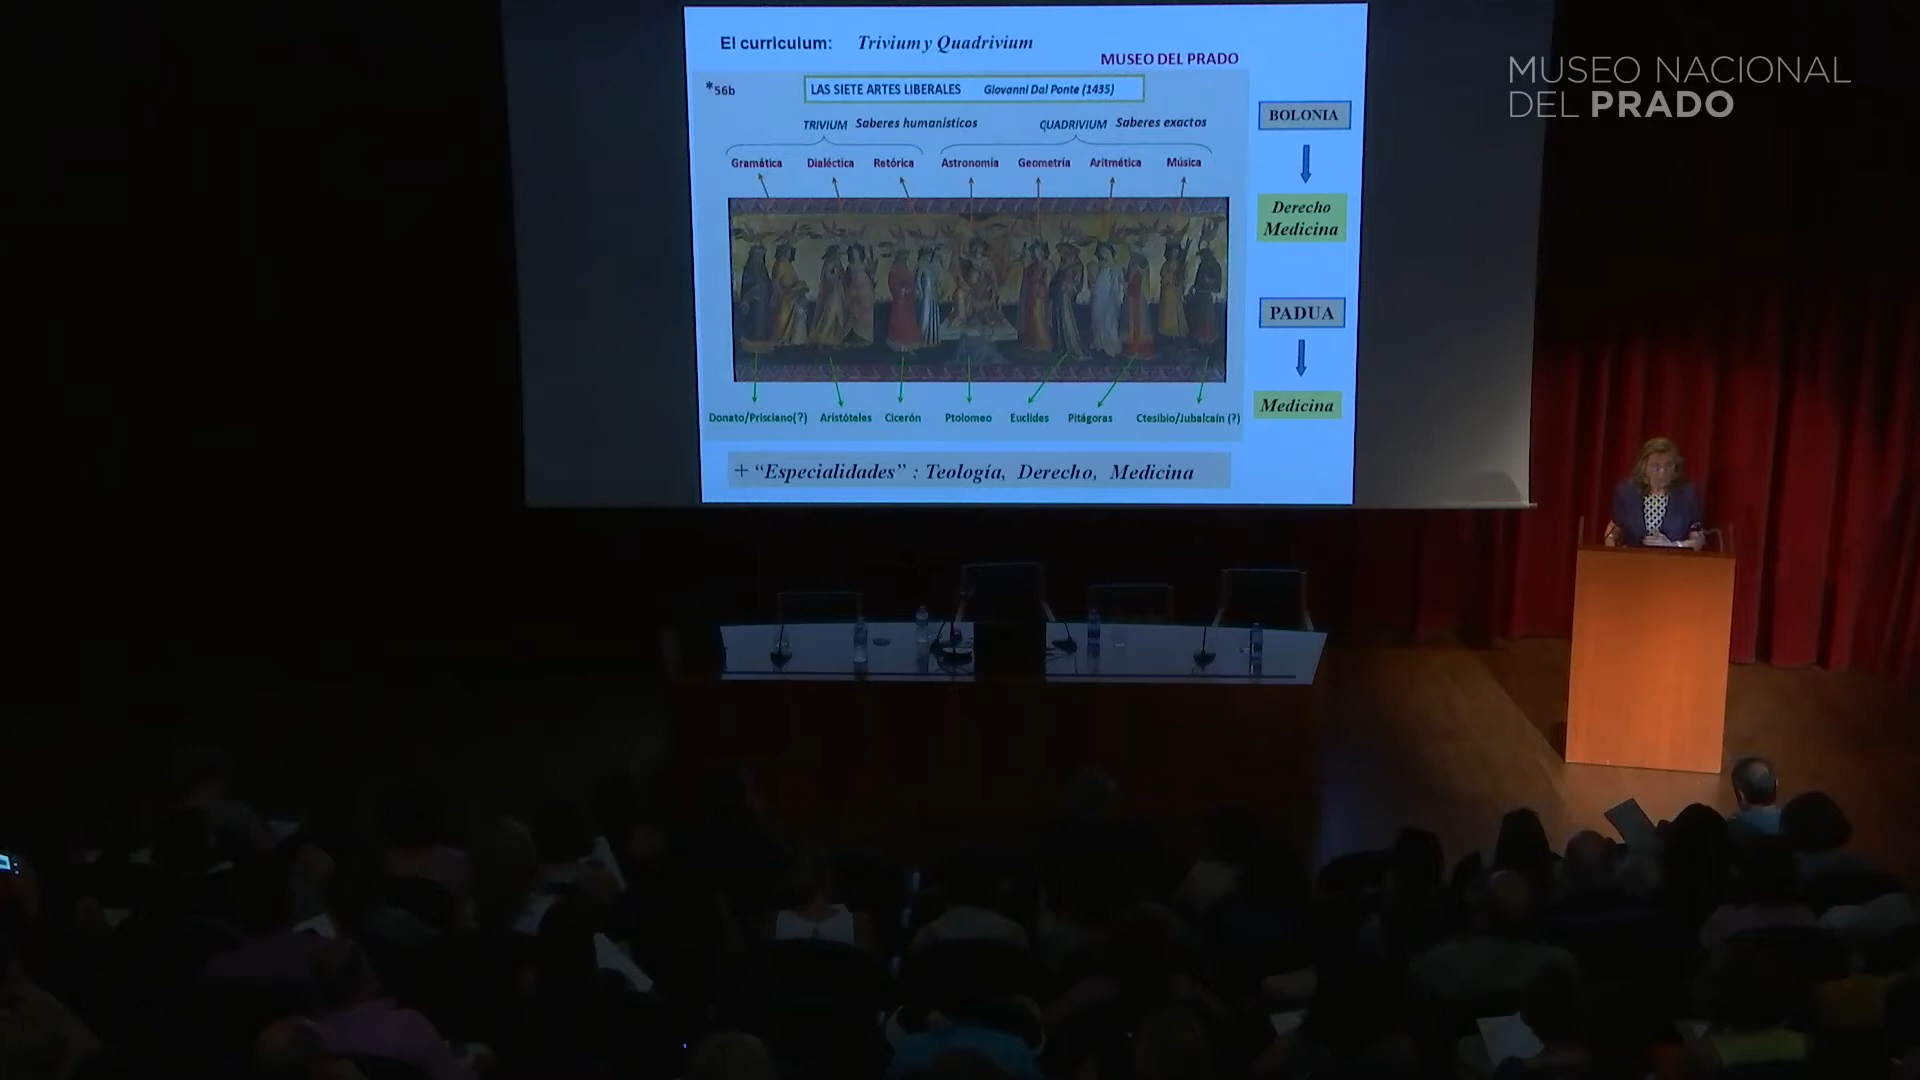 El curriculum: Trivium y Quadrivium
MUSEO DEL PRADO
*56b
LAS SIETE ARTES LIBERALES Giovanni Dal Ponte (1435)
TRIVIUM Saberes humanísticos
QUADRIVIUM Saberes exactos
Gramática Dialéctica Retórica Astronomía Geometría Aritmética Música
Donato/Prisciano(?) Aristóteles Cicerón Ptolomeo Euclides Pitágoras Ctesibio/Jubalcaín (?)
+ “Especialidades” : Teología, Derecho, Medicina
BOLONIA
Derecho
Medicina
PADUA
Medicina
MUSEO NACIONAL
DEL PRADO